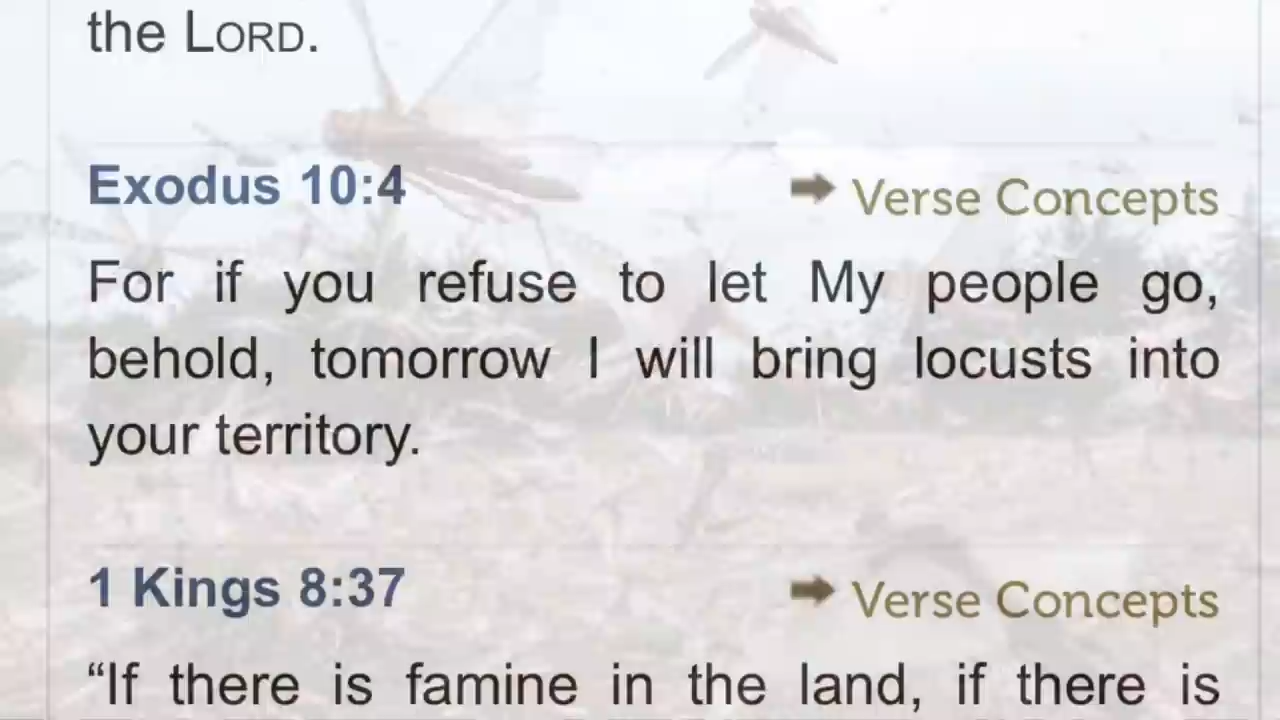 the LORD.
Exodus 10:4 ➡ Verse Concepts
For if you refuse to let My people go,
behold, tomorrow I will bring locusts into
your territory.
1 Kings 8:37 ➡ Verse Concepts
“If there is famine in the land, if there is